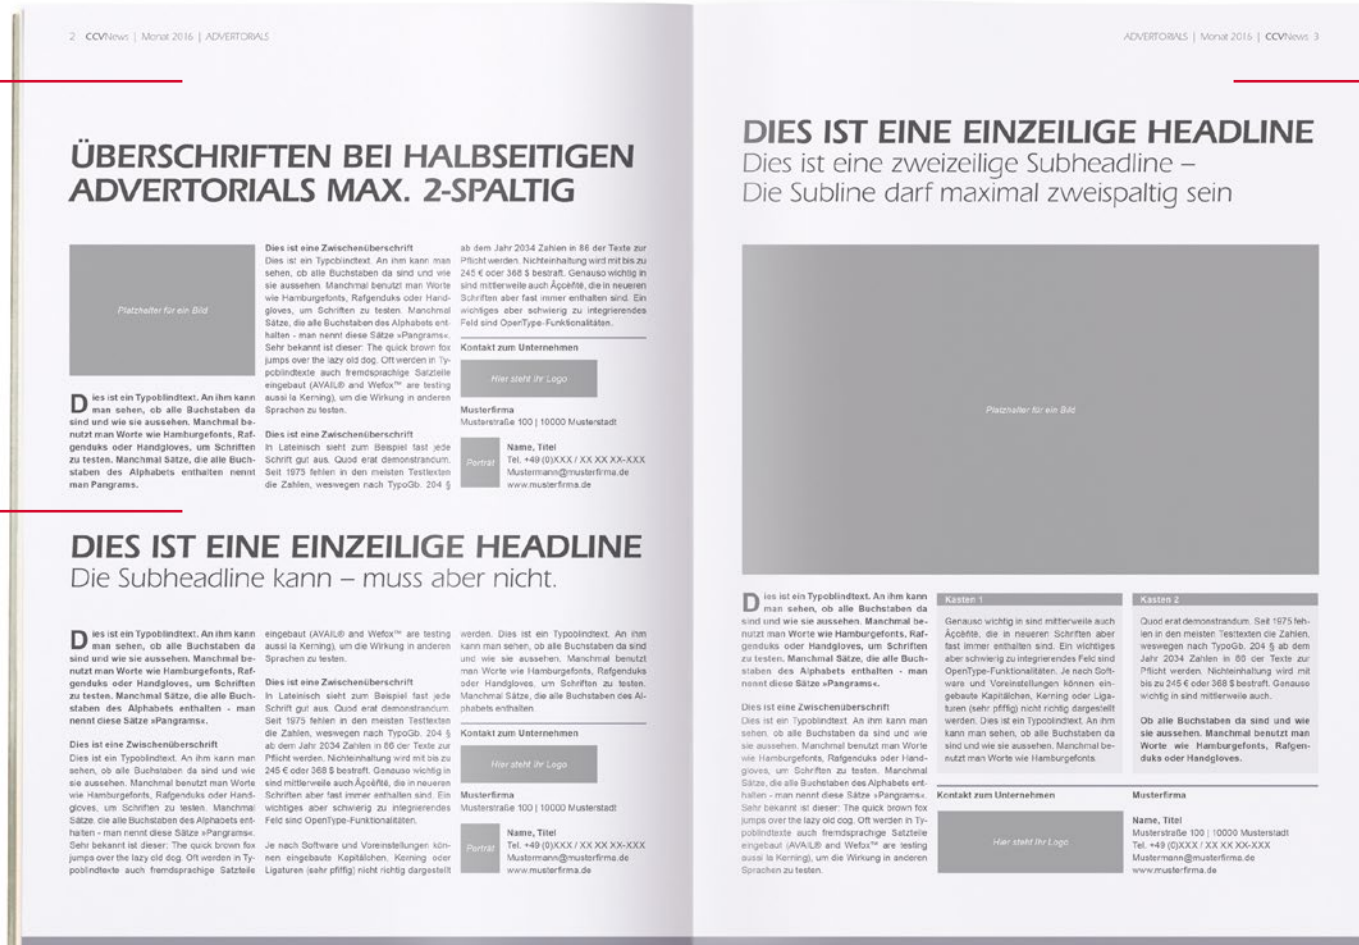 2 CCVNews | Monat 2016 | ADVERTORIALS
ÜBERSCHRIFTEN BEI HALBSEITIGEN
ADVERTORIALS MAX. 2-SPALTIG
Platzhalter für ein Bild
Dies ist ein Typoblindtext. An ihm kann
man sehen, ob alle Buchstaben da
sind und wie sie aussehen. Manchmal be-
nutzt man Worte wie Hamburgefonts, Raf-
genduks oder Handgloves, um Schriften
zu testen. Manchmal Sätze, die alle Buch-
staben des Alphabets enthalten nennt
man Pangrams.
Dies ist eine Zwischenüberschrift
Dies ist ein Typoblindtext. An ihm kann man
sehen, ob alle Buchstaben da sind und wie
sie aussehen. Manchmal benutzt man Worte
wie Hamburgefonts, Rafgenduks oder Hand-
gloves, um Schriften zu testen. Manchmal
Sätze, die alle Buchstaben des Alphabets ent-
halten - man nennt diese Sätze »Pangrams«.
Sehr bekannt ist dieser: The quick brown fox
jumps over the lazy old dog. Oft werden in Ty-
poblindtexte auch fremdsprachige Satzteile
eingebaut (AVAIL® and Wefox™ are testing
aussi la Kerning), um die Wirkung in anderen
Sprachen zu testen.
Dies ist eine Zwischenüberschrift
In Lateinisch sieht zum Beispiel fast jede
Schrift gut aus. Quod erat demonstrandum.
Seit 1975 fehlen in den meisten Testtexten
die Zahlen, weswegen nach TypoGb. 204 §
ab dem Jahr 2034 Zahlen in 86 der Texte zur
Pflicht werden. Nichteinhaltung wird mit bis zu
245 € oder 368 $ bestraft. Genauso wichtig in
sind mittlerweile auch Âçcèñtë, die in neueren
Schriften aber fast immer enthalten sind. Ein
wichtiges aber schwierig zu integrierendes
Feld sind OpenType-Funktionalitäten.
Kontakt zum Unternehmen
Hier steht Ihr Logo
Musterfirma
Musterstraße 100 | 10000 Musterstadt
Porträt
Name, Titel
Tel. +49 (0)XXX / XX XX XX-XXX
Mustermann@musterfirma.de
www.musterfirma.de
DIES IST EINE EINZEILIGE HEADLINE
Die Subheadline kann – muss aber nicht.
Dies ist ein Typoblindtext. An ihm kann
man sehen, ob alle Buchstaben da
sind und wie sie aussehen. Manchmal be-
nutzt man Worte wie Hamburgefonts, Raf-
genduks oder Handgloves, um Schriften
zu testen. Manchmal Sätze, die alle Buch-
staben des Alphabets enthalten - man
nennt diese Sätze »Pangrams«.
Dies ist eine Zwischenüberschrift
Dies ist ein Typoblindtext. An ihm kann man
sehen, ob alle Buchstaben da sind und wie
sie aussehen. Manchmal benutzt man Worte
wie Hamburgefonts, Rafgenduks oder Hand-
gloves, um Schriften zu testen. Manchmal
Sätze, die alle Buchstaben des Alphabets ent-
halten - man nennt diese Sätze »Pangrams«.
Sehr bekannt ist dieser: The quick brown fox
jumps over the lazy old dog. Oft werden in Ty-
poblindtexte auch fremdsprachige Satzteile
eingebaut (AVAIL® and Wefox™ are testing
aussi la Kerning), um die Wirkung in anderen
Sprachen zu testen.
Dies ist eine Zwischenüberschrift
In Lateinisch sieht zum Beispiel fast jede
Schrift gut aus. Quod erat demonstrandum.
Seit 1975 fehlen in den meisten Testtexten
die Zahlen, weswegen nach TypoGb. 204 §
ab dem Jahr 2034 Zahlen in 86 der Texte zur
Pflicht werden. Nichteinhaltung wird mit bis zu
245 € oder 368 $ bestraft. Genauso wichtig in
sind mittlerweile auch Âçcèñtë, die in neueren
Schriften aber fast immer enthalten sind. Ein
wichtiges aber schwierig zu integrierendes
Feld sind OpenType-Funktionalitäten.
Je nach Software und Voreinstellungen kön-
nen eingebaute Kapitälchen, Kerning oder
Ligaturen (sehr pfiffig) nicht richtig dargestellt
werden. Dies ist ein Typoblindtext. An ihm
kann man sehen, ob alle Buchstaben da sind
und wie sie aussehen. Manchmal benutzt
man Worte wie Hamburgefonts, Rafgenduks
oder Handgloves, um Schriften zu testen.
Manchmal Sätze, die alle Buchstaben des Al-
phabets enthalten.
Kontakt zum Unternehmen
Hier steht Ihr Logo
Musterfirma
Musterstraße 100 | 10000 Musterstadt
Porträt
Name, Titel
Tel. +49 (0)XXX / XX XX XX-XXX
Mustermann@musterfirma.de
www.musterfirma.de
ADVERTORIALS | Monat 2016 | CCVNews 3
DIES IST EINE EINZEILIGE HEADLINE
Dies ist eine zweizeilige Subheadline –
Die Subline darf maximal zweispaltig sein
Platzhalter für ein Bild
Dies ist ein Typoblindtext. An ihm kann
man sehen, ob alle Buchstaben da
sind und wie sie aussehen. Manchmal be-
nutzt man Worte wie Hamburgefonts, Raf-
genduks oder Handgloves, um Schriften
zu testen. Manchmal Sätze, die alle Buch-
staben des Alphabets enthalten - man
nennt diese Sätze »Pangrams«.
Dies ist eine Zwischenüberschrift
Dies ist ein Typoblindtext. An ihm kann man
sehen, ob alle Buchstaben da sind und wie
sie aussehen. Manchmal benutzt man Worte
wie Hamburgefonts, Rafgenduks oder Hand-
gloves, um Schriften zu testen. Manchmal
Sätze, die alle Buchstaben des Alphabets ent-
halten - man nennt diese Sätze »Pangrams«.
Sehr bekannt ist dieser: The quick brown fox
jumps over the lazy old dog. Oft werden in Ty-
poblindtexte auch fremdsprachige Satzteile
eingebaut (AVAIL® and Wefox™ are testing
aussi la Kerning), um die Wirkung in anderen
Sprachen zu testen.
Kasten 1
Genauso wichtig in sind mittlerweile auch
Âçcèñtë, die in neueren Schriften aber
fast immer enthalten sind. Ein wichtiges
aber schwierig zu integrierendes Feld sind
OpenType-Funktionalitäten. Je nach Soft-
ware und Voreinstellungen können ein-
gebaute Kapitälchen, Kerning oder Liga-
turen (sehr pfiffig) nicht richtig dargestellt
werden. Dies ist ein Typoblindtext. An ihm
kann man sehen, ob alle Buchstaben da
sind und wie sie aussehen. Manchmal be-
nutzt man Worte wie Hamburgefonts.
Kasten 2
Quod erat demonstrandum. Seit 1975 feh-
len in den meisten Testtexten die Zahlen,
weswegen nach TypoGb. 204 § ab dem
Jahr 2034 Zahlen in 86 der Texte zur
Pflicht werden. Nichteinhaltung wird mit
bis zu 245 € oder 368 $ bestraft. Genauso
wichtig in sind mittlerweile auch.
Ob alle Buchstaben da sind und wie
sie aussehen. Manchmal benutzt man
Worte wie Hamburgefonts, Rafgen-
duks oder Handgloves.
Kontakt zum Unternehmen
Hier steht Ihr Logo
Musterfirma
Name, Titel
Musterstraße 100 | 10000 Musterstadt
Tel. +49 (0)XXX / XX XX XX-XXX
Mustermann@musterfirma.de
www.musterfirma.de